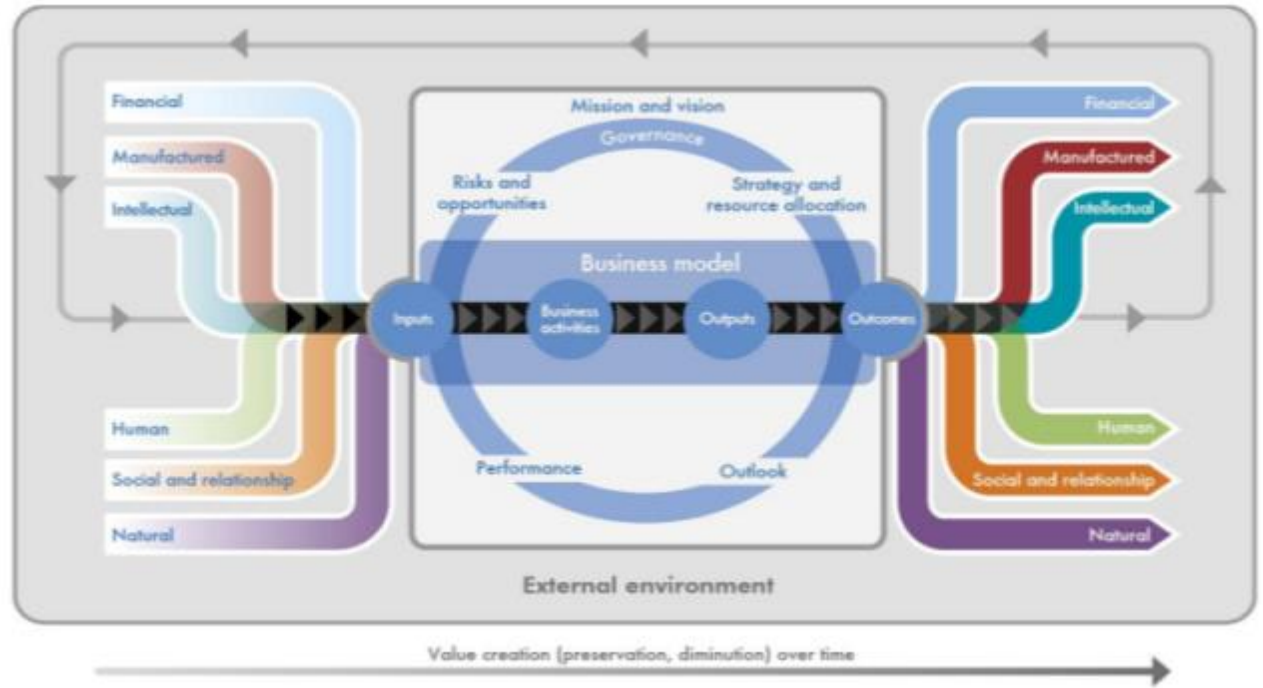 Financial
Manufactured
Intellectual
Human
Social and relationship
Natural
Mission and vision
Governance
Risks and
opportunities
Strategy and
resource allocation
Business model
Inputs
Business
activities
Outputs
Outcomes
Performance
Outlook
Financial
Manufactured
Intellectual
Human
Social and relationship
Natural
External environment
Value creation (preservation, diminution) over time